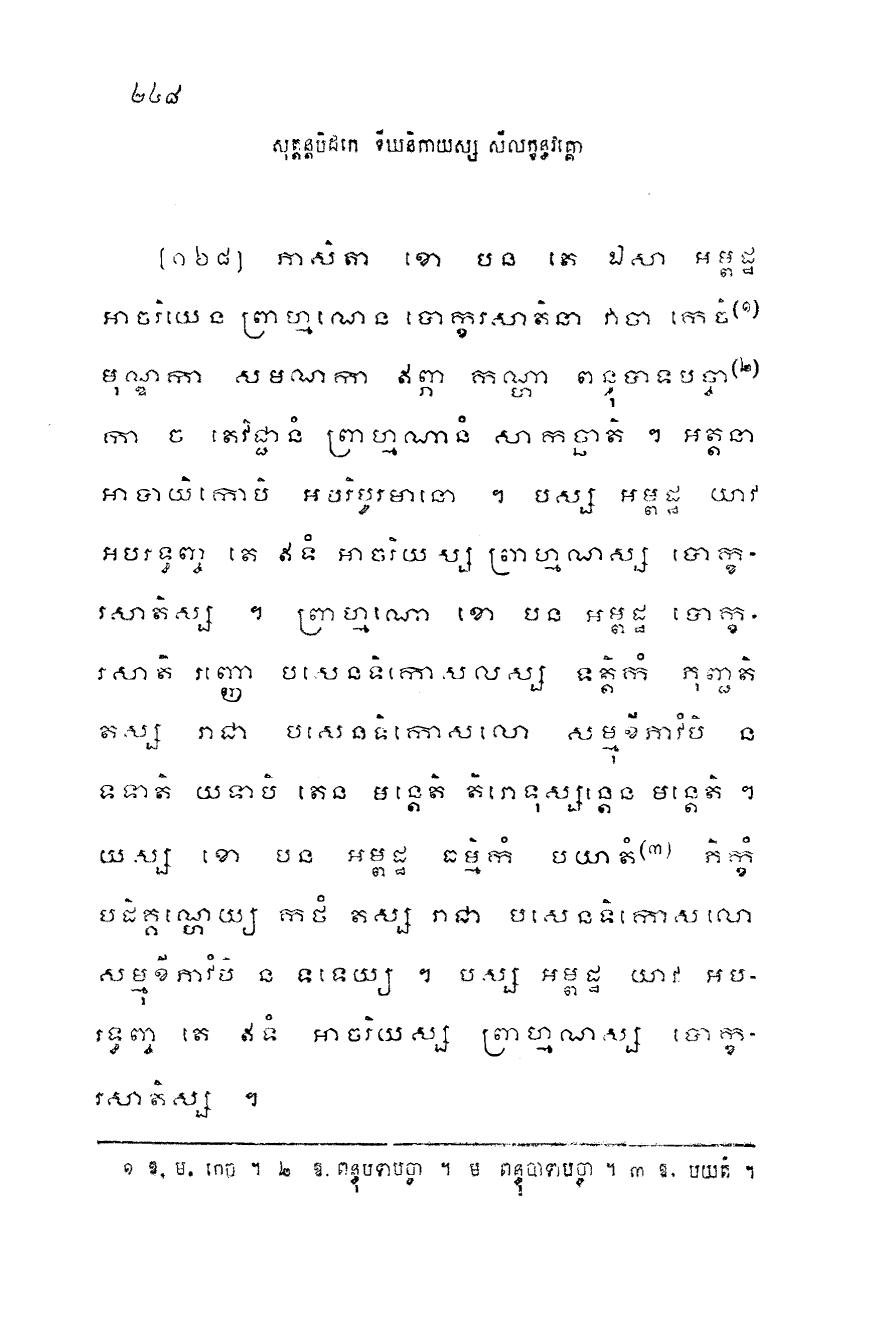 ២៤៨
សុត្តន្តបិដកេ ទីឃនិកាយស្ស សីលក្ខន្ធវគ្គោ
[១៦៨] ភាសិតា ខោ បន តេ ឯសា អម្ពដ្ឋ
អាចរិយេន ព្រាហ្មណេន បោក្ខរសាតិនា វាចា កេចិ(១)
មុណ្ឌកា សមណកា ឥព្ភា កណ្ហា ពន្ធុបាទបច្ចា(២)
កា ច តេវិជ្ជានំ ព្រាហ្មណានំ សាកច្ឆាតិ ។ អត្តនា
អាបាយិកោបិ អបរិបូរមានោ ។ បស្ស អម្ពដ្ឋ យាវ
អបរទ្ធញ្ច តេ ឥទំ អាចរិយស្ស ព្រាហ្មណស្ស បោក្ខ-
រសាតិស្ស ។ ព្រាហ្មណោ ខោ បន អម្ពដ្ឋ បោក្ខ-
រសាតិ រញ្ញោ បសេនទិកោសលស្ស ទត្តិកំ ភុញ្ជតិ
តស្ស រាជា បសេនទិកោសលោ សម្មុខីភាវំបិ ន
ទទាតិ យទាបិ តេន មន្តេតិ តិរោទុស្សន្តេន មន្តេតិ ។
យស្ស ខោ បន អម្ពដ្ឋ ធម្មិកំ បយាតំ(៣) ភិក្ខំ
បដិគ្គណ្ហេយ្យ កថំ តស្ស រាជា បសេនទិកោសលោ
សម្មុខីភាវំបិ ន ទទេយ្យ ។ បស្ស អម្ពដ្ឋ យាវ អប-
រទ្ធញ្ច តេ ឥទំ អាចរិយស្ស ព្រាហ្មណស្ស បោក្ខ-
រសាតិស្ស ។
១ ឱ. ម. កេច ។ ២ ឱ. ពន្ធុបទាបច្ចា ។ ម ពន្ធុបាទាបច្ចា ។ ៣ ឱ. បយតំ ។